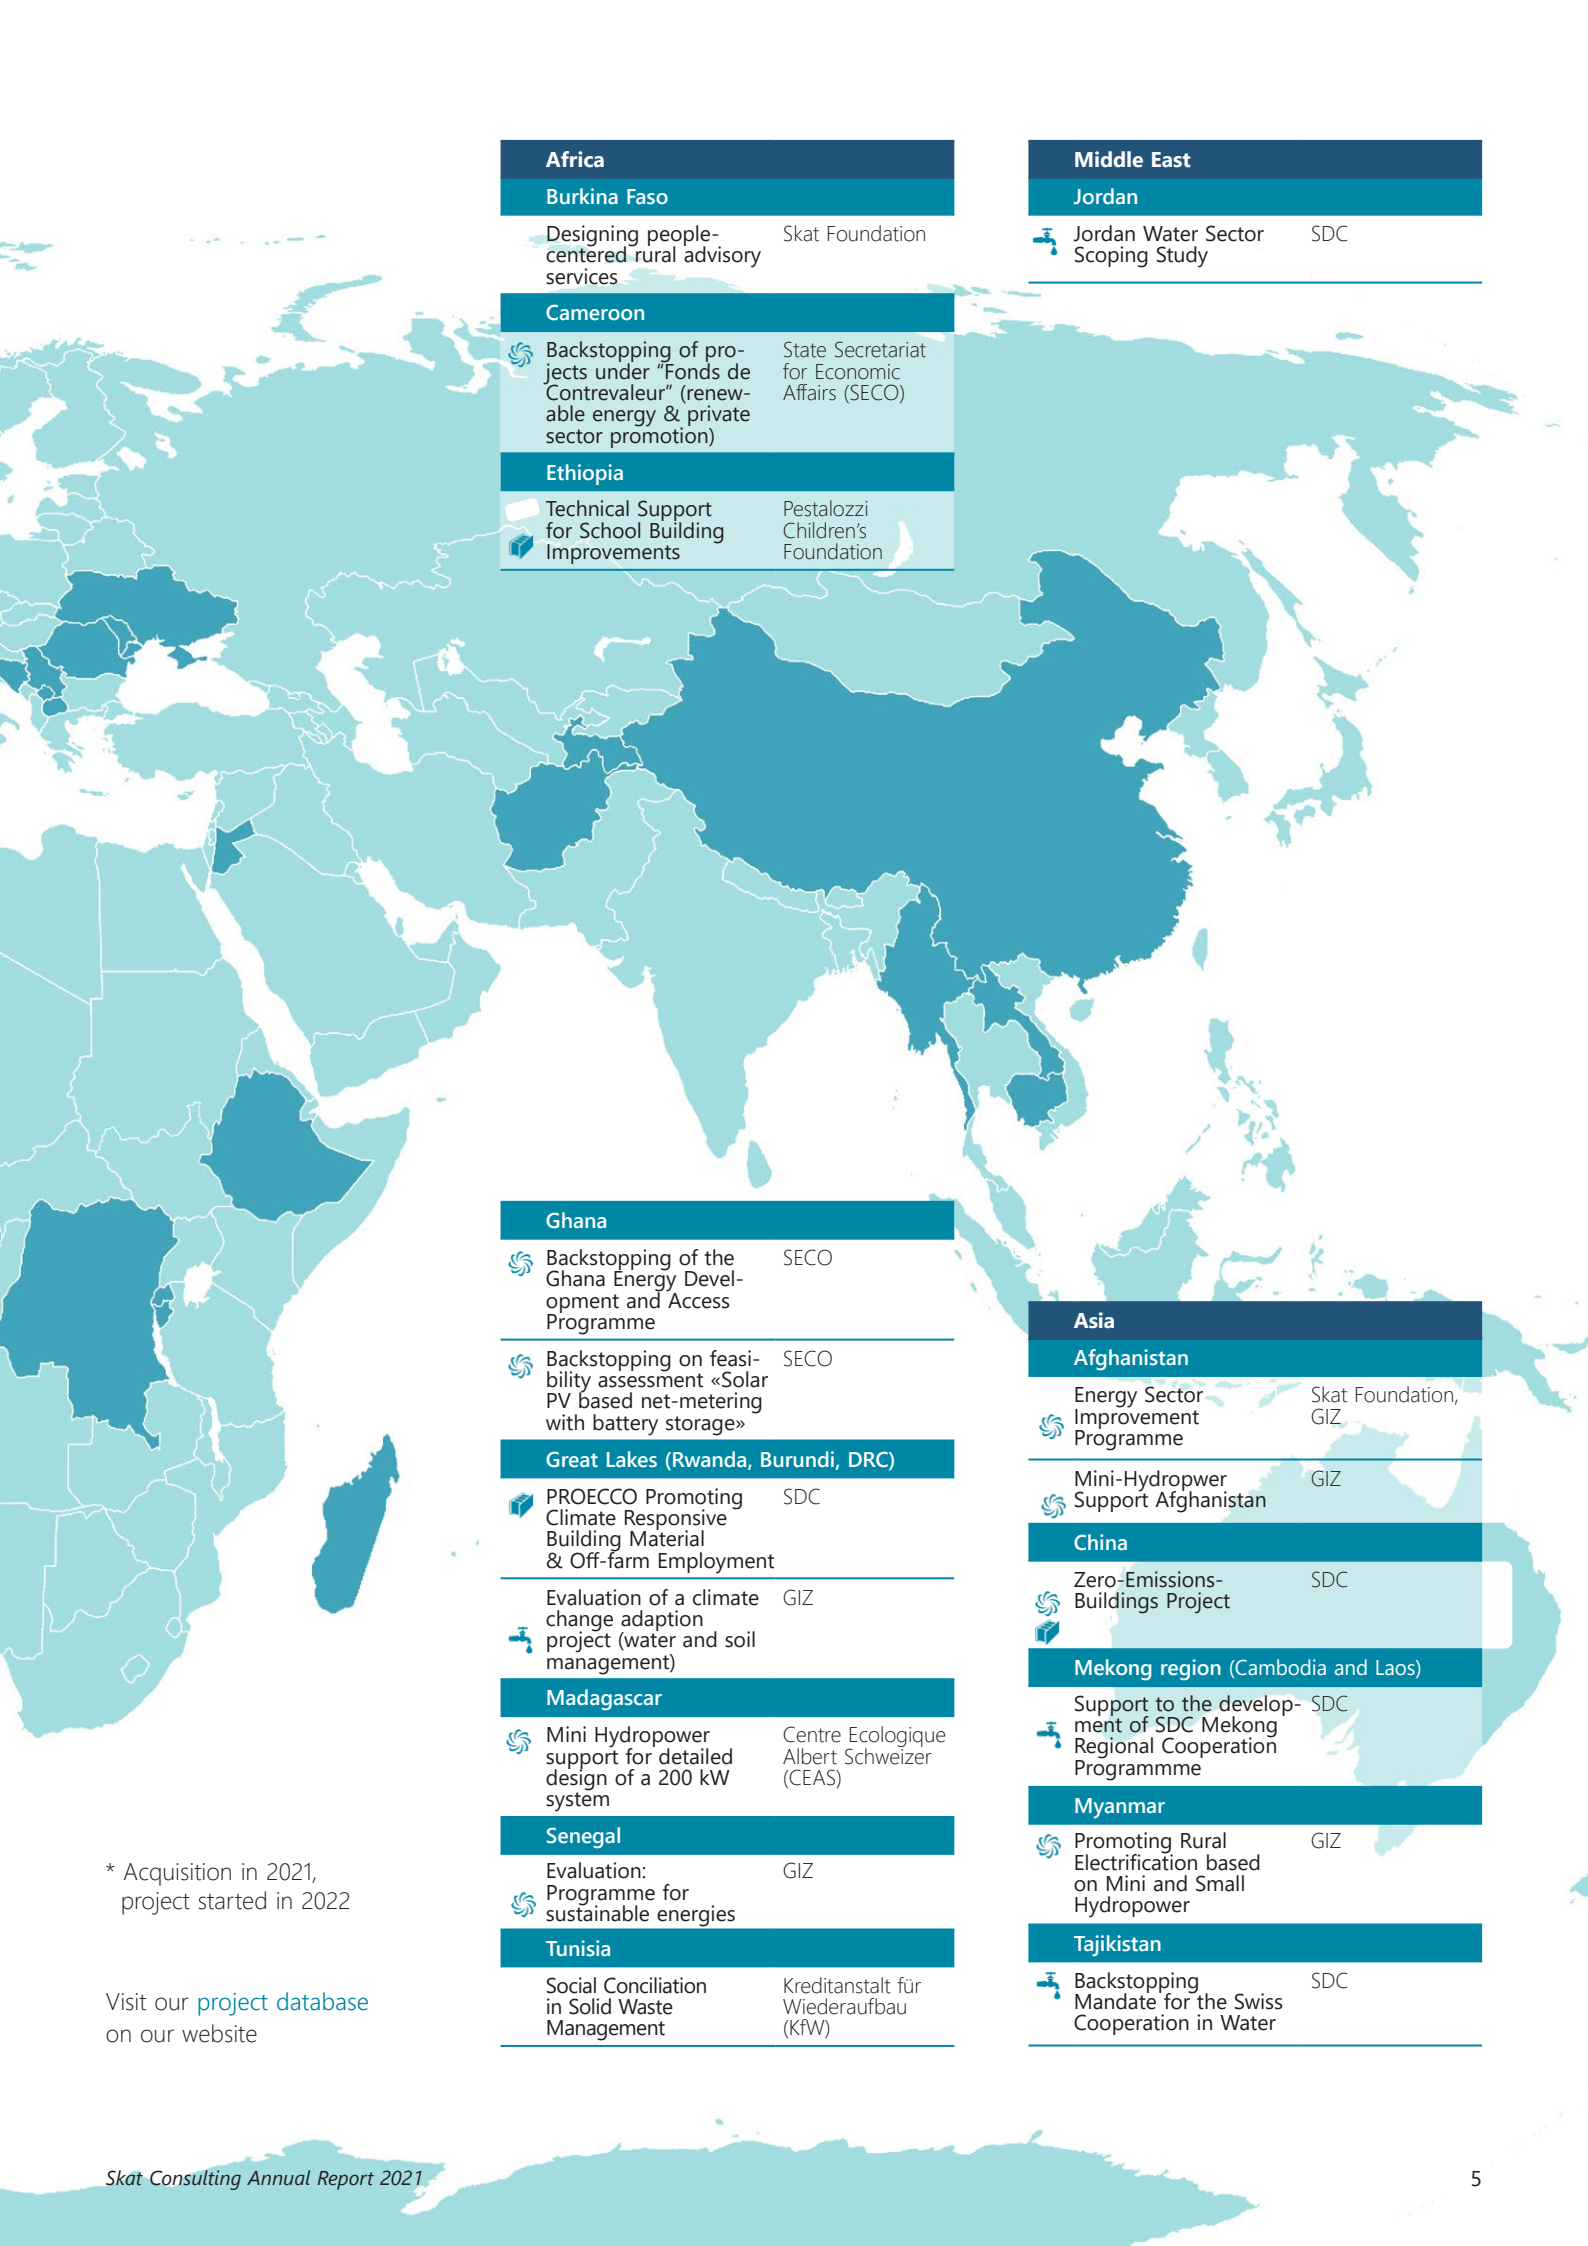 Africa
Burkina Faso
Designing people-
centered rural advisory
services
Skat Foundation
Cameroon
Backstopping of pro-
jects under “Fonds de
Contrevaleur” (renew-
able energy & private
sector promotion)
State Secretariat
for Economic
Affairs (SECO)
Ethiopia
Technical Support
for School Building
Improvements
Pestalozzi
Children’s
Foundation
Middle East
Jordan
Jordan Water Sector
Scoping Study
SDC
Ghana
Backstopping of the
Ghana Energy Devel-
opment and Access
Programme
SECO
Backstopping on feasi-
bility assessment «Solar
PV based net-metering
with battery storage»
SECO
Great Lakes (Rwanda, Burundi, DRC)
PROECCO Promoting
Climate Responsive
Building Material
& Off-farm Employment
SDC
Evaluation of a climate
change adaption
project (water and soil
management)
GIZ
Madagascar
Mini Hydropower
support for detailed
design of a 200 kW
system
Centre Ecologique
Albert Schweizer
(CEAS)
Senegal
Evaluation:
Programme for
sustainable energies
GIZ
Tunisia
Social Conciliation
in Solid Waste
Management
Kreditanstalt für
Wiederaufbau
(KfW)
Asia
Afghanistan
Energy Sector
Improvement
Programme
Skat Foundation,
GIZ
Mini-Hydropwer
Support Afghanistan
GIZ
China
Zero-Emissions-
Buildings Project
SDC
Mekong region (Cambodia and Laos)
Support to the develop-
ment of SDC Mekong
Regional Cooperation
Programmme
SDC
Myanmar
Promoting Rural
Electrification based
on Mini and Small
Hydropower
GIZ
Tajikistan
Backstopping
Mandate for the Swiss
Cooperation in Water
SDC
* Acquisition in 2021,
project started in 2022
Visit our project database
on our website
Skat Consulting Annual Report 2021
5